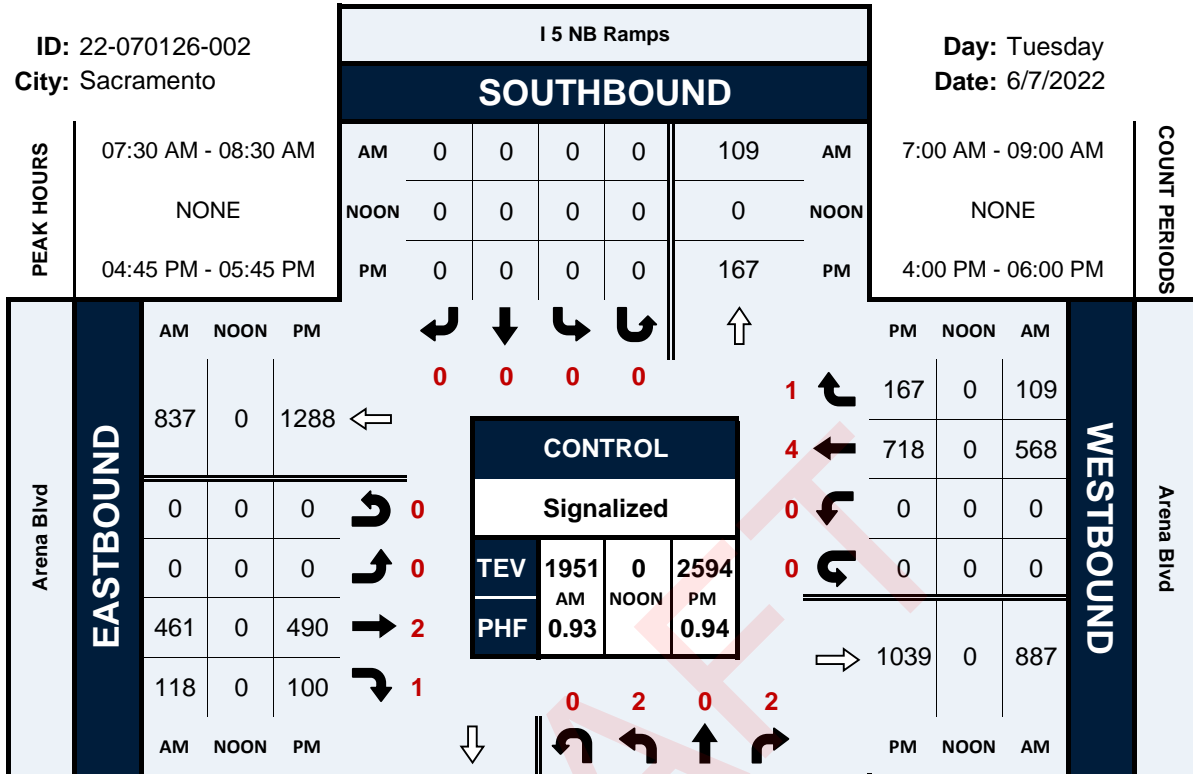 I 5 NB Ramps
ID: 22-070126-002
Day: Tuesday
City: Sacramento
Date: 6/7/2022
SOUTHBOUND
PEAK HOURS
07:30 AM - 08:30 AM
NONE
04:45 PM - 05:45 PM
AM 0 0 0 0 109 AM
NOON 0 0 0 0 0 NOON
PM 0 0 0 0 167 PM
7:00 AM - 09:00 AM
NONE
4:00 PM - 06:00 PM
COUNT PERIODS
0 0 0 0
Arena Blvd
EASTBOUND
AM NOON PM
837 0 1288
0 0 0 0
0 0 0 0
461 0 490 2
118 0 100 1
AM NOON PM
CONTROL
Signalized
TEV 1951 0 2594
AM NOON PM
PHF 0.93 0.94
PM NOON AM
1 167 0 109
4 718 0 568
0 0 0 0
0 0 0 0
1039 0 887
PM NOON AM
WESTBOUND
Arena Blvd
0 2 0 2